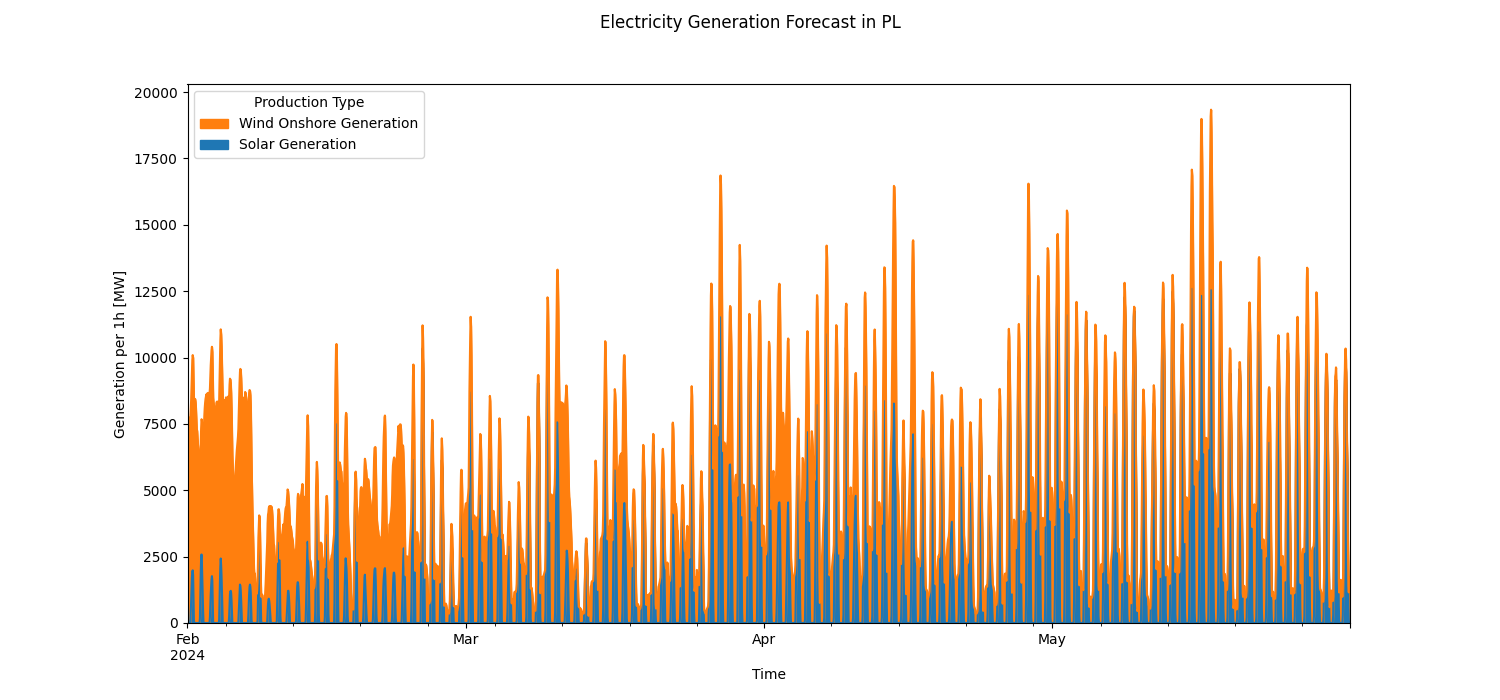 Electricity Generation Forecast in PL
20000
17500
15000
12500
10000
7500
5000
2500
0
Generation per 1h [MW]
Production Type
Wind Onshore Generation
Solar Generation
Feb
2024
Mar
Apr
May
Time